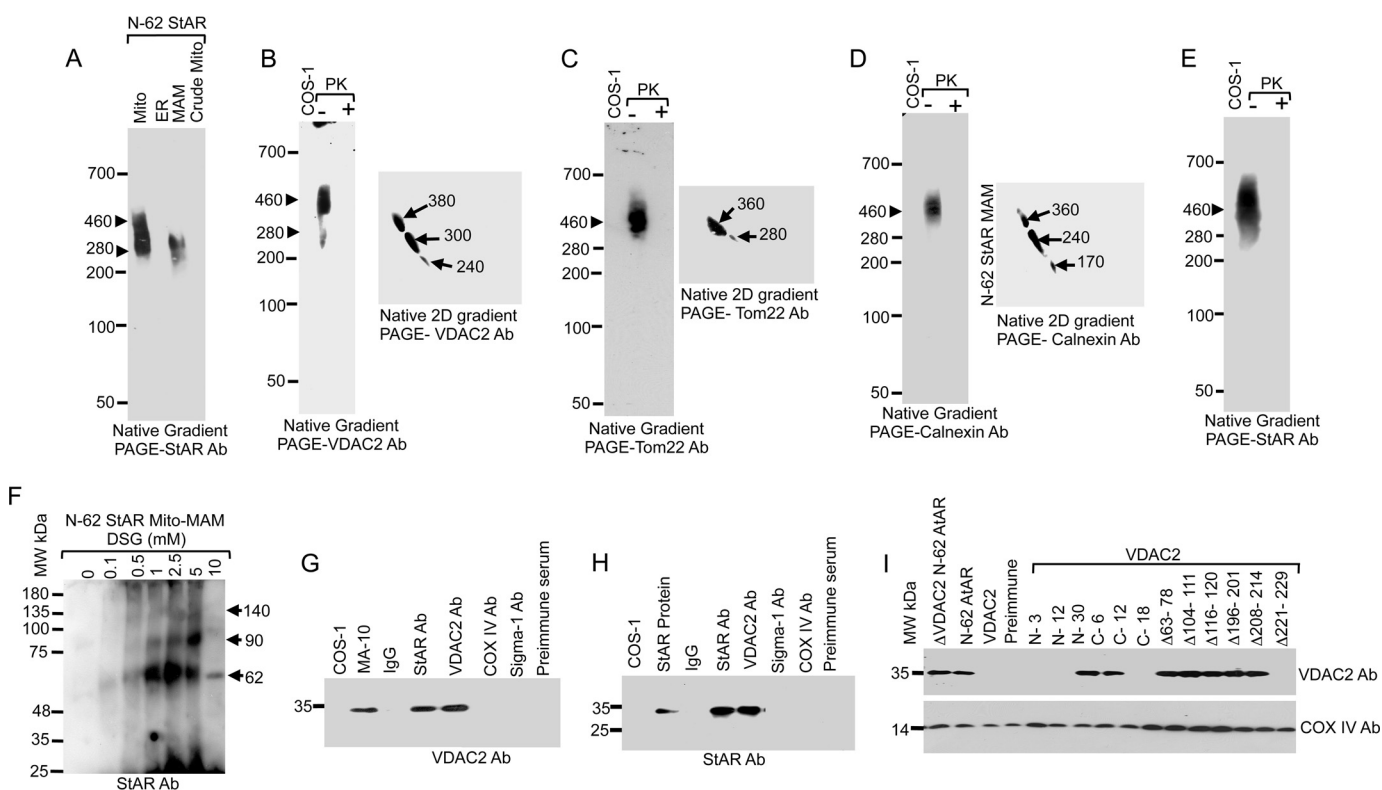 N-62 StAR
A
Mito
ER
MAM
Crude Mito
700
460
280
200
100
50
Native Gradient
PAGE-StAR Ab
B
COS-1
PK
- +
700
460
280
200
100
50
Native Gradient
PAGE-VDAC2 Ab
380
300
240
Native 2D gradient
PAGE- VDAC2 Ab
C
COS-1
PK
- +
700
460
280
200
100
50
Native Gradient
PAGE-Tom22 Ab
360
280
Native 2D gradient
PAGE- Tom22 Ab
D
COS-1
PK
- +
700
460
280
200
100
50
Native Gradient
PAGE-Calnexin Ab
N-62 StAR MAM
360
240
170
Native 2D gradient
PAGE- Calnexin Ab
E
COS-1
PK
- +
700
460
280
200
100
50
Native Gradient
PAGE-StAR Ab
F
N-62 StAR Mito-MAM
DSG (mM)
MW kDa
0
0.1
0.5
1
2.5
5
10
180
135
100
75
48
35
25
140
90
62
StAR Ab
G
COS-1
MA-10
IgG
StAR Ab
VDAC2 Ab
COX IV Ab
Sigma-1 Ab
Preimmune serum
35
VDAC2 Ab
H
COS-1
StAR Protein
IgG
StAR Ab
VDAC2 Ab
Sigma-1 Ab
COX IV Ab
Preimmune serum
35
25
StAR Ab
I
VDAC2
MW kDa
ΔVDAC2 N-62 AtAR
N-62 AtAR
VDAC2
Preimmune
N- 3
N- 12
N- 30
C- 6
C- 12
C- 18
Δ63- 78
Δ104- 111
Δ116- 120
Δ196- 201
Δ208- 214
Δ221- 229
35
VDAC2 Ab
14
COX IV Ab